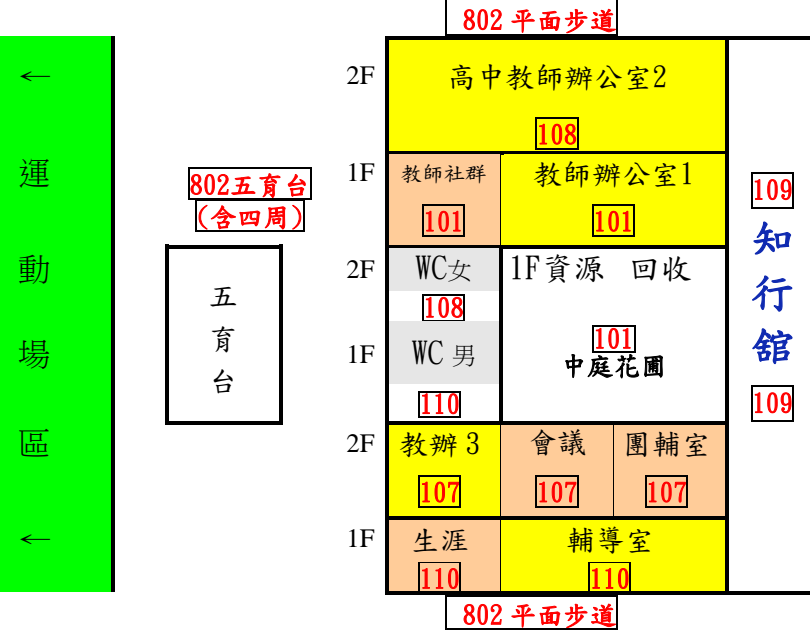 802 平面步道
←
運
動
場
區
←
802五育台
(含四周)
五
育
台
2F
高中教師辦公室2
108
1F
教師社群
101
教師辦公室1
101
2F
WC女
108
1F
WC 男
110
1F資源 回收
101
中庭花圃
2F
教辦 3
107
會議
107
團輔室
107
1F
生涯
110
輔導室
110
109
知
行
舘
109
802 平面步道